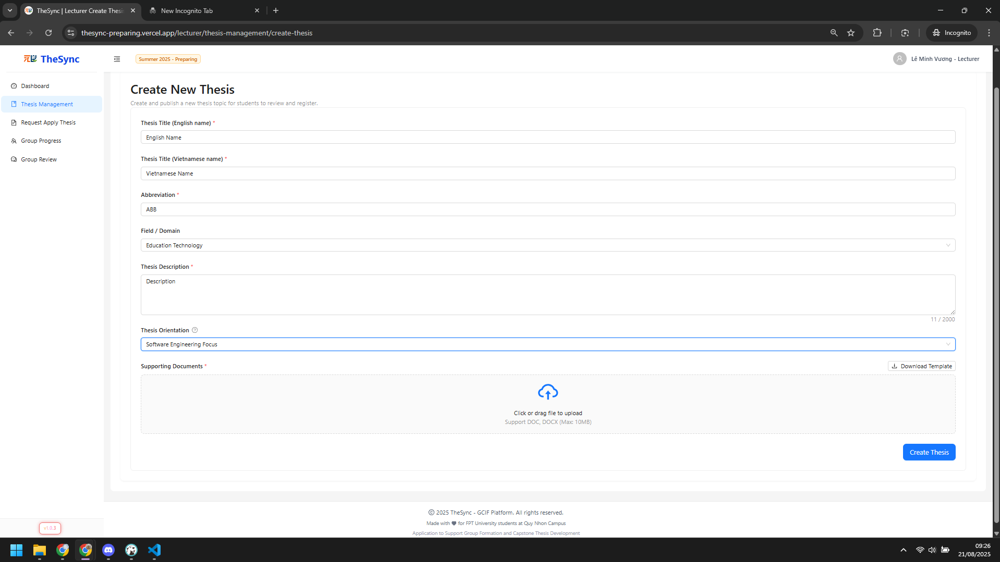 TheSync | Lecturer Create Thesis
New Incognito Tab
thesync-preparing.vercel.app/lecturer/thesis-management/create-thesis
Incognito
TheSync
Summer 2025 - Preparing
Lê Minh Vương - Lecturer
Dashboard
Thesis Management
Request Apply Thesis
Group Progress
Group Review
Create New Thesis
Create and publish a new thesis topic for students to review and register.
Thesis Title (English name) *
English Name
Thesis Title (Vietnamese name) *
Vietnamese Name
Abbreviation *
ABB
Field / Domain
Education Technology
Thesis Description *
Description
11 / 2000
Thesis Orientation
Software Engineering Focus
Supporting Documents *
Download Template
Click or drag file to upload
Support DOC, DOCX (Max: 10MB)
Create Thesis
© 2025 TheSync - GCIF Platform. All rights reserved.
Made with 🖤 for FPT University students at Quy Nhon Campus
Application to Support Group Formation and Capstone Thesis Development
v1.0.3
09:26
21/08/2025